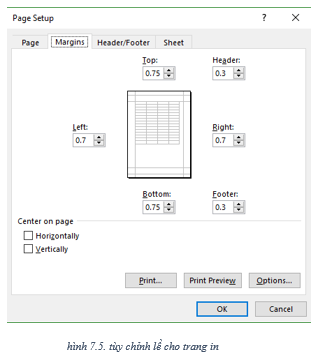 Page Setup
? ×
Page Margins Header/Footer Sheet
Top: Header:
0.75 0.3
Left: Right:
0.7 0.7
Bottom: Footer:
0.75 0.3
Center on page
Horizontally
Vertically
Print... Print Preview Options...
OK Cancel
hình 7.5. tùy chỉnh lề cho trang in